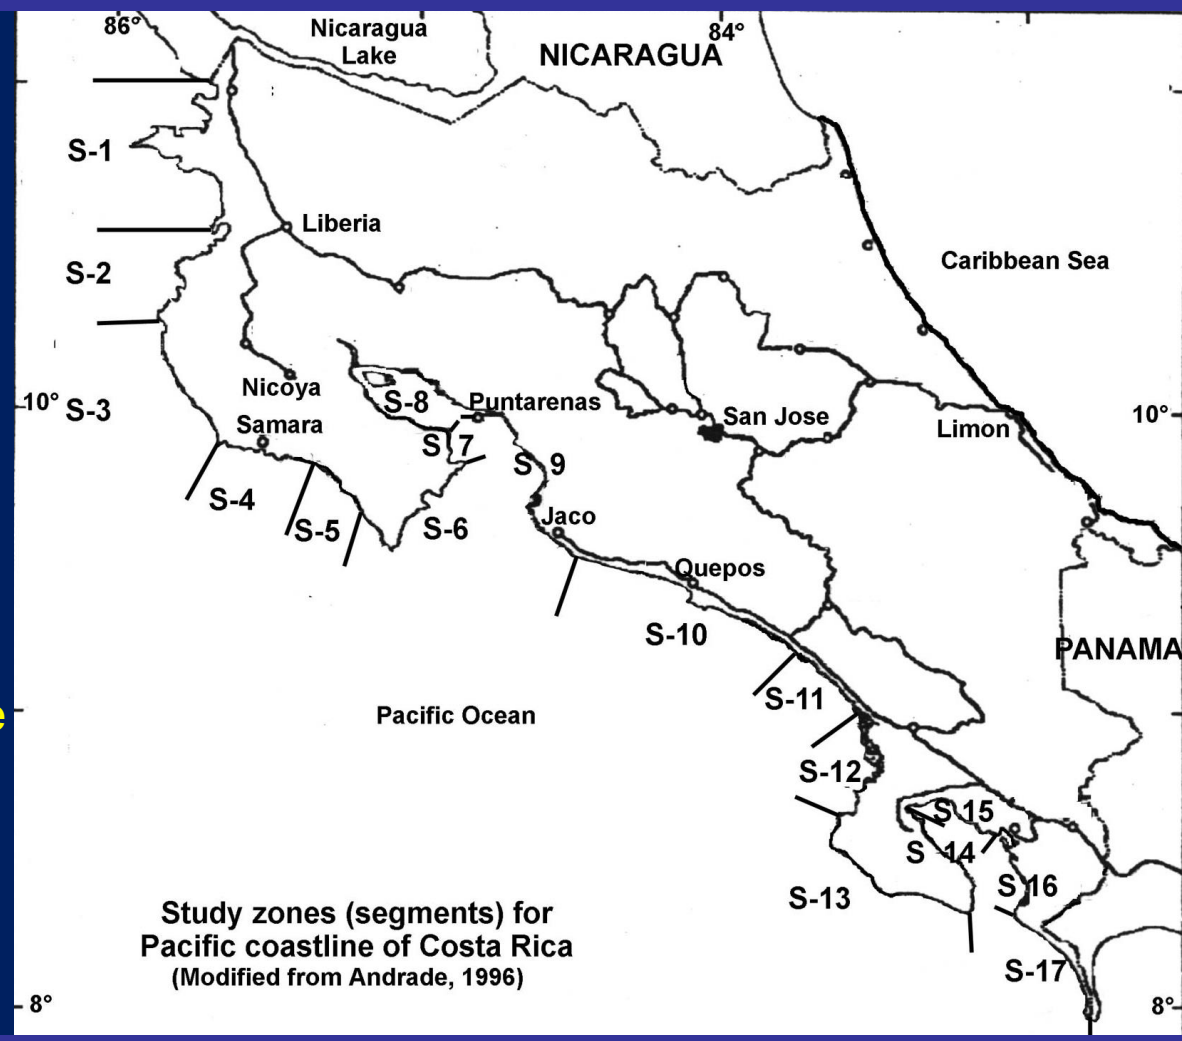 86°
84°
Nicaragua
Lake
NICARAGUA
S-1
Liberia
S-2
Caribbean Sea
Nicoya
S-8
Puntarenas
10°
S-3
Samara
San Jose
Limon
10°
S 7
S 9
S-4
S-5
S-6
Jaco
Quepos
S-10
PANAMA
S-11
Pacific Ocean
S-12
S 15
S 14
S 16
S-13
S-17
Study zones (segments) for
Pacific coastline of Costa Rica
(Modified from Andrade, 1996)
8°
8°